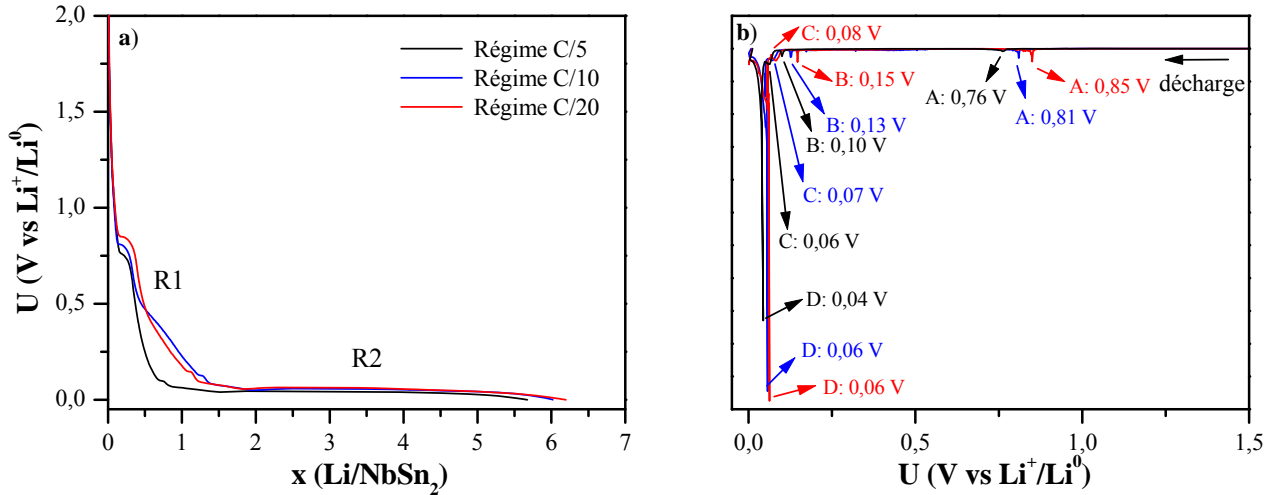 a)
Régime C/5
Régime C/10
Régime C/20
R1
R2
2,0
1,5
1,0
0,5
0,0
U (V vs Li⁺/Li⁰)
0 1 2 3 4 5 6 7
x (Li/NbSn₂)
b)
C: 0,08 V
B: 0,15 V
A: 0,76 V
A: 0,85 V
décharge
B: 0,13 V
A: 0,81 V
B: 0,10 V
C: 0,07 V
C: 0,06 V
D: 0,04 V
D: 0,06 V
D: 0,06 V
0,0 0,5 1,0 1,5
U (V vs Li⁺/Li⁰)